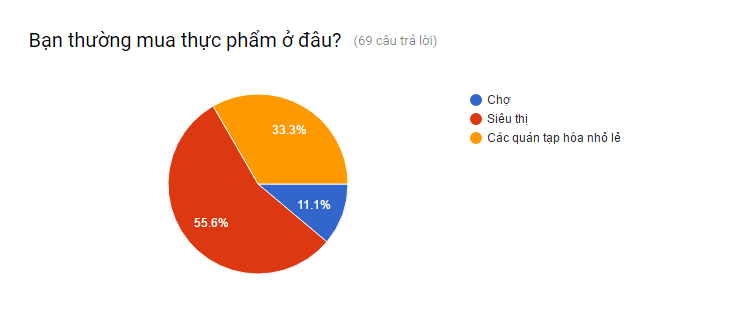 Bạn thường mua thực phẩm ở đâu? (69 câu trả lời)
Chợ
Siêu thị
Các quán tạp hóa nhỏ lẻ
33.3%
11.1%
55.6%